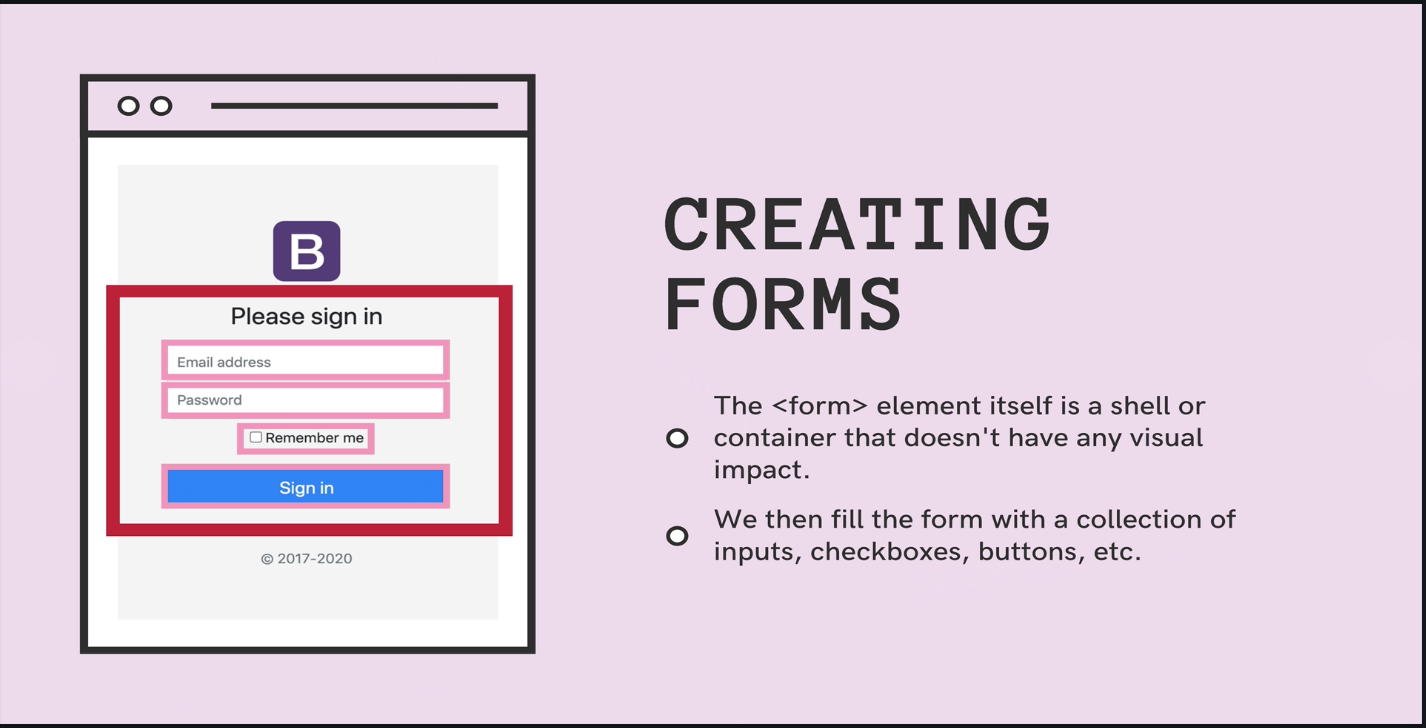 B
Please sign in
Email address
Password
Remember me
Sign in
© 2017-2020
CREATING
FORMS
The <form> element itself is a shell or
container that doesn't have any visual
impact.
We then fill the form with a collection of
inputs, checkboxes, buttons, etc.